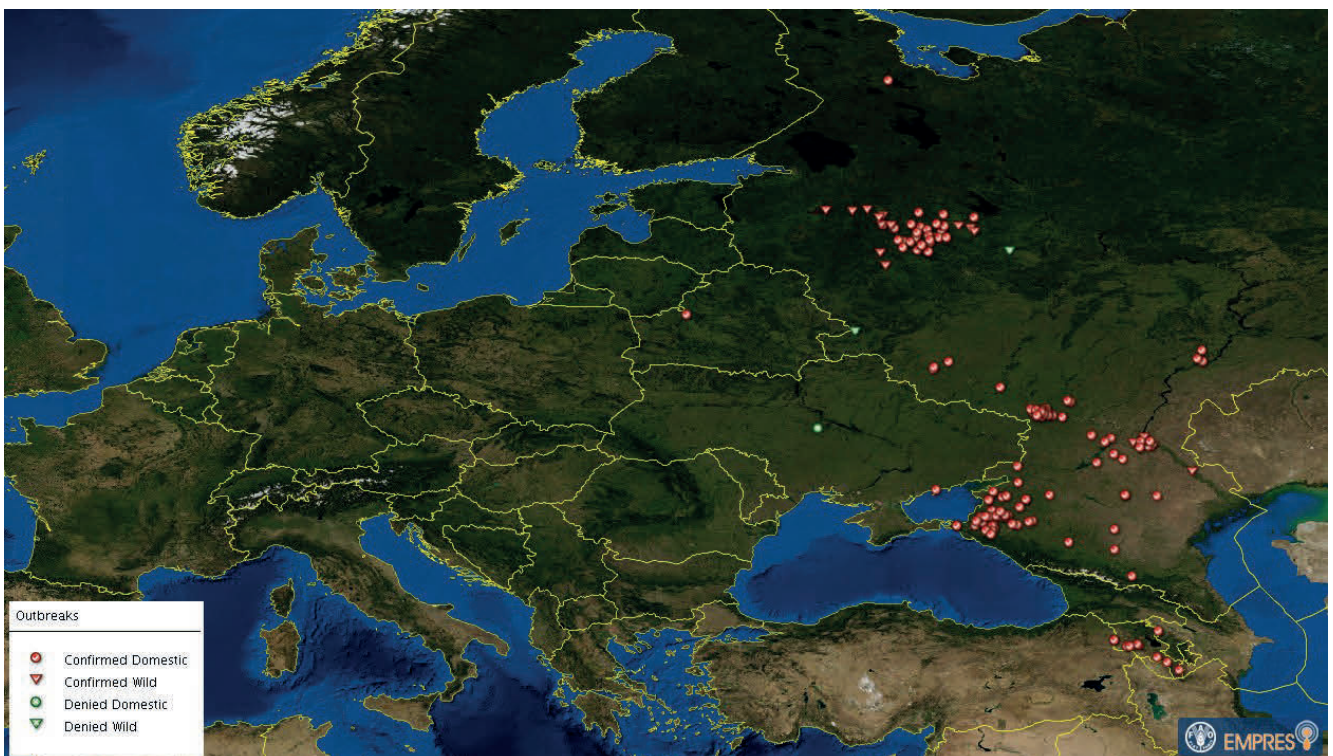 Outbreaks
Confirmed Domestic
Confirmed Wild
Denied Domestic
Denied Wild
EMPRES